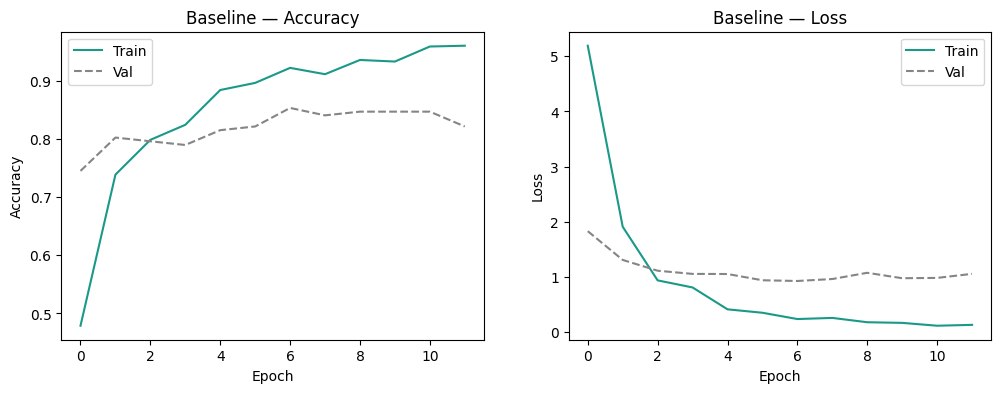 Baseline — Accuracy
Train
Val
0.9
0.8
0.7
0.6
0.5
Accuracy
0 2 4 6 8 10
Epoch
Baseline — Loss
Train
Val
5
4
3
2
1
0
Loss
0 2 4 6 8 10
Epoch